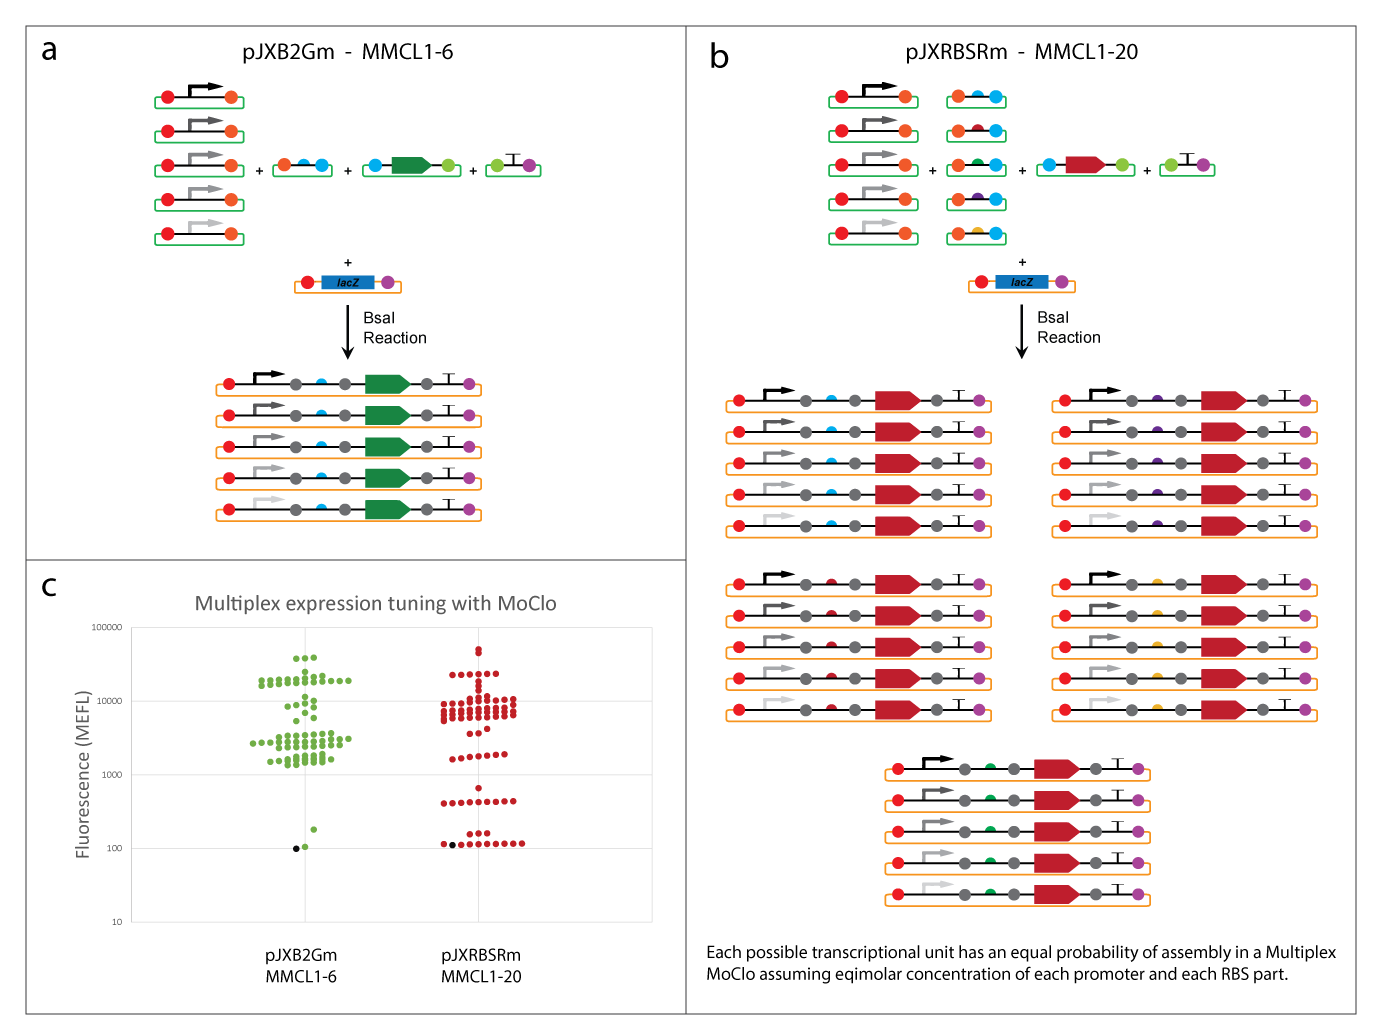 a
pJXB2Gm - MMCL1-6
+ + +
+
lacZ
BsaI
Reaction
b
pJXRBSRm - MMCL1-20
+ + +
+
lacZ
BsaI
Reaction
Each possible transcriptional unit has an equal probability of assembly in a Multiplex
MoClo assuming eqimolar concentration of each promoter and each RBS part.
c
Multiplex expression tuning with MoClo
Fluorescence (MEFL)
100000
10000
1000
100
10
pJXB2Gm
MMCL1-6
pJXRBSRm
MMCL1-20